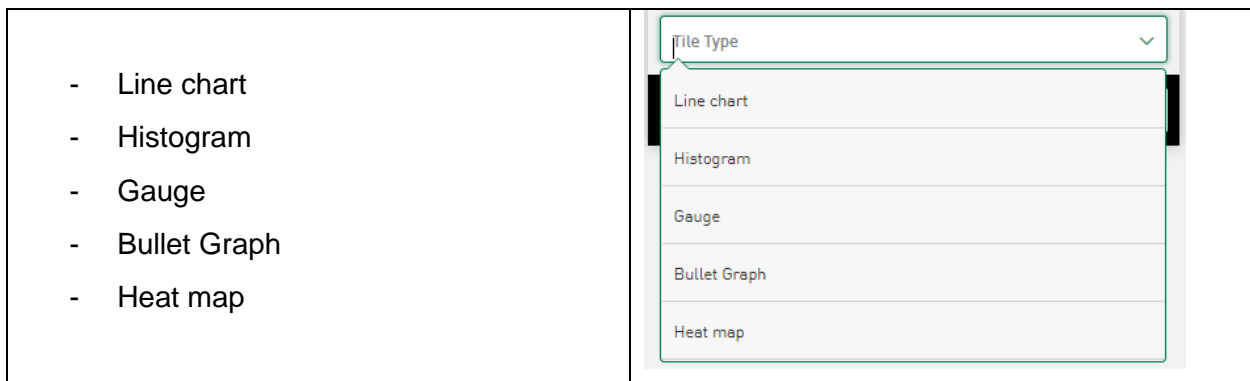 - Line chart
- Histogram
- Gauge
- Bullet Graph
- Heat map
Tile Type
Line chart
Histogram
Gauge
Bullet Graph
Heat map